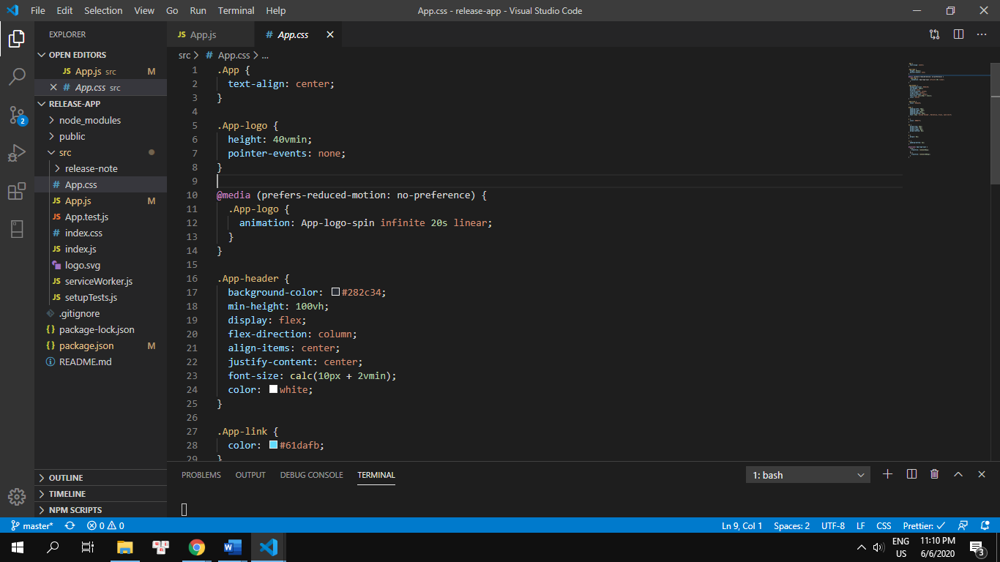 File Edit Selection View Go Run Terminal Help
App.css - release-app - Visual Studio Code
EXPLORER
OPEN EDITORS
JS App.js src M
# App.css src
RELEASE-APP
node_modules
public
src
release-note
# App.css
JS App.js M
JS App.test.js
# index.css
JS index.js
logo.svg
JS serviceWorker.js
JS setupTests.js
.gitignore
{} package-lock.json
{} package.json M
README.md
OUTLINE
TIMELINE
NPM SCRIPTS
2
JS App.js # App.css
src > # App.css > ...
1 .App {
2 text-align: center;
3 }
4
5 .App-logo {
6 height: 40vmin;
7 pointer-events: none;
8 }
9
10 @media (prefers-reduced-motion: no-preference) {
11 .App-logo {
12 animation: App-logo-spin infinite 20s linear;
13 }
14 }
15
16 .App-header {
17 background-color: #282c34;
18 min-height: 100vh;
19 display: flex;
20 flex-direction: column;
21 align-items: center;
22 justify-content: center;
23 font-size: calc(10px + 2vmin);
24 color: white;
25 }
26
27 .App-link {
28 color: #61dafb;
29 }
PROBLEMS OUTPUT DEBUG CONSOLE TERMINAL
1: bash
master* 0 0
Ln 9, Col 1 Spaces: 2 UTF-8 LF CSS Prettier: ✓
ENG
US
11:10 PM
6/6/2020
3